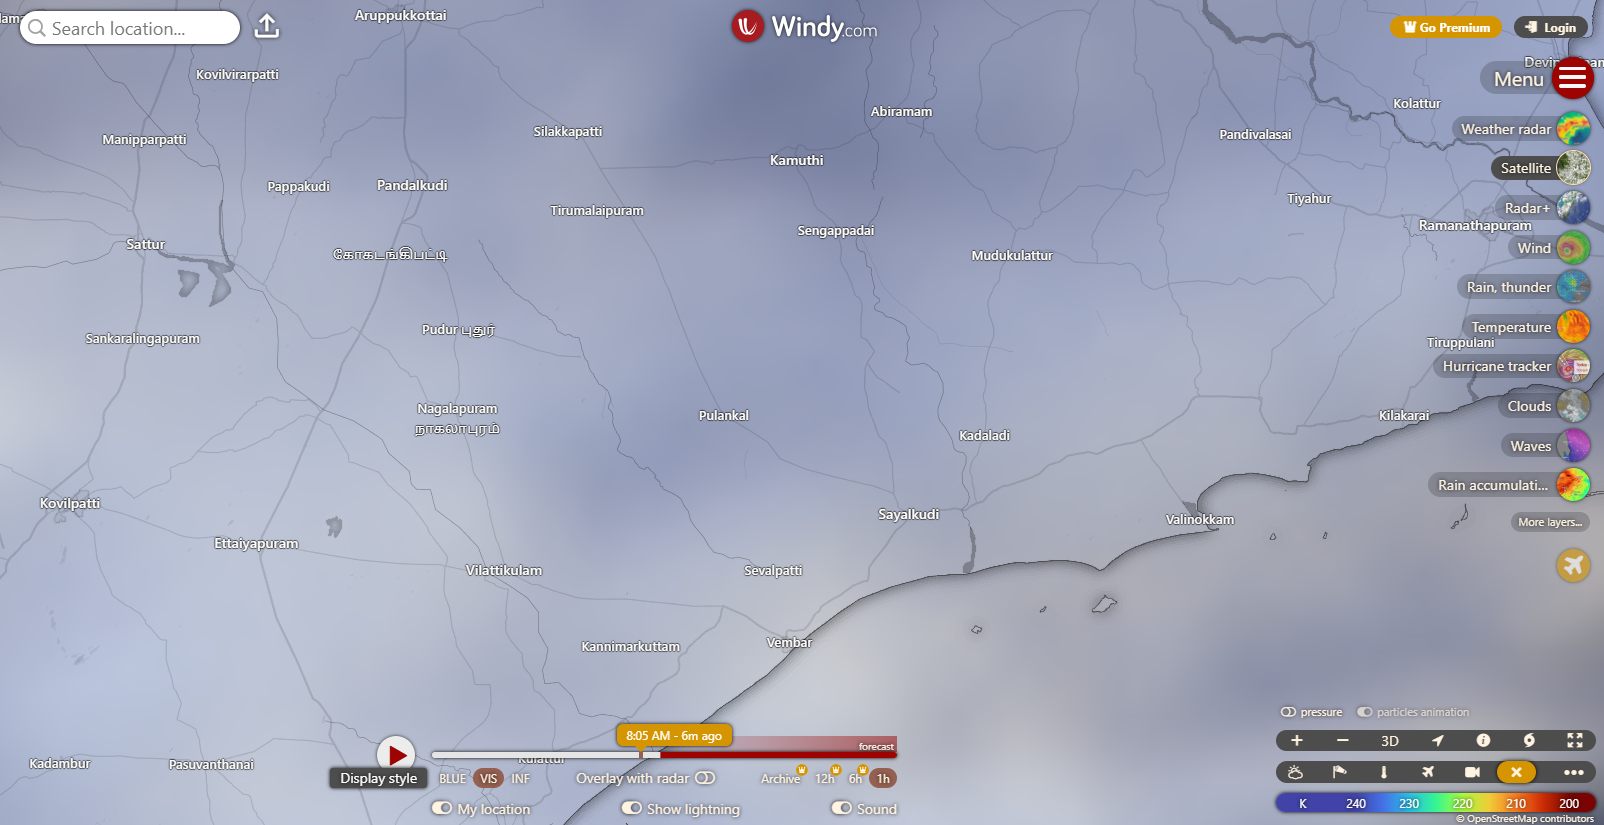 Aruppukkottai
Search location...
Windy.com
Go Premium
Login
Menu
Kovilvirarpatti
Kolattur
Abiramam
Weather radar
Silakkapatti
Pandivalasai
Manipparpatti
Kamuthi
Satellite
Pappakudi
Pandalkudi
Tiyahur
Radar+
Tirumalaipuram
Ramanathapuram
Sengappadai
Sattur
Wind
கோகடங்கிபட்டி
Mudukulattur
Rain, thunder
Pudur புதுர்
Temperature
Sankaralingapuram
Tiruppulani
Hurricane tracker
Nagalapuram
நாகலாபுரம்
Clouds
Pulankal
Kilakarai
Kadaladi
Waves
Rain accumulati...
Kovilpatti
Sayalkudi
Valinokkam
More layers...
Ettaiyapuram
Vilattikulam
Sevalpatti
Kannimarkuttam
Vembar
pressure
particles animation
8:05 AM - 6m ago
forecast
3D
Kadambur
Pasuvanthanai
Kulattur
Display style
BLUE VIS INF
Overlay with radar
Archive 12h 6h 1h
My location
Show lightning
Sound
K 240 230 220 210 200
© OpenStreetMap contributors